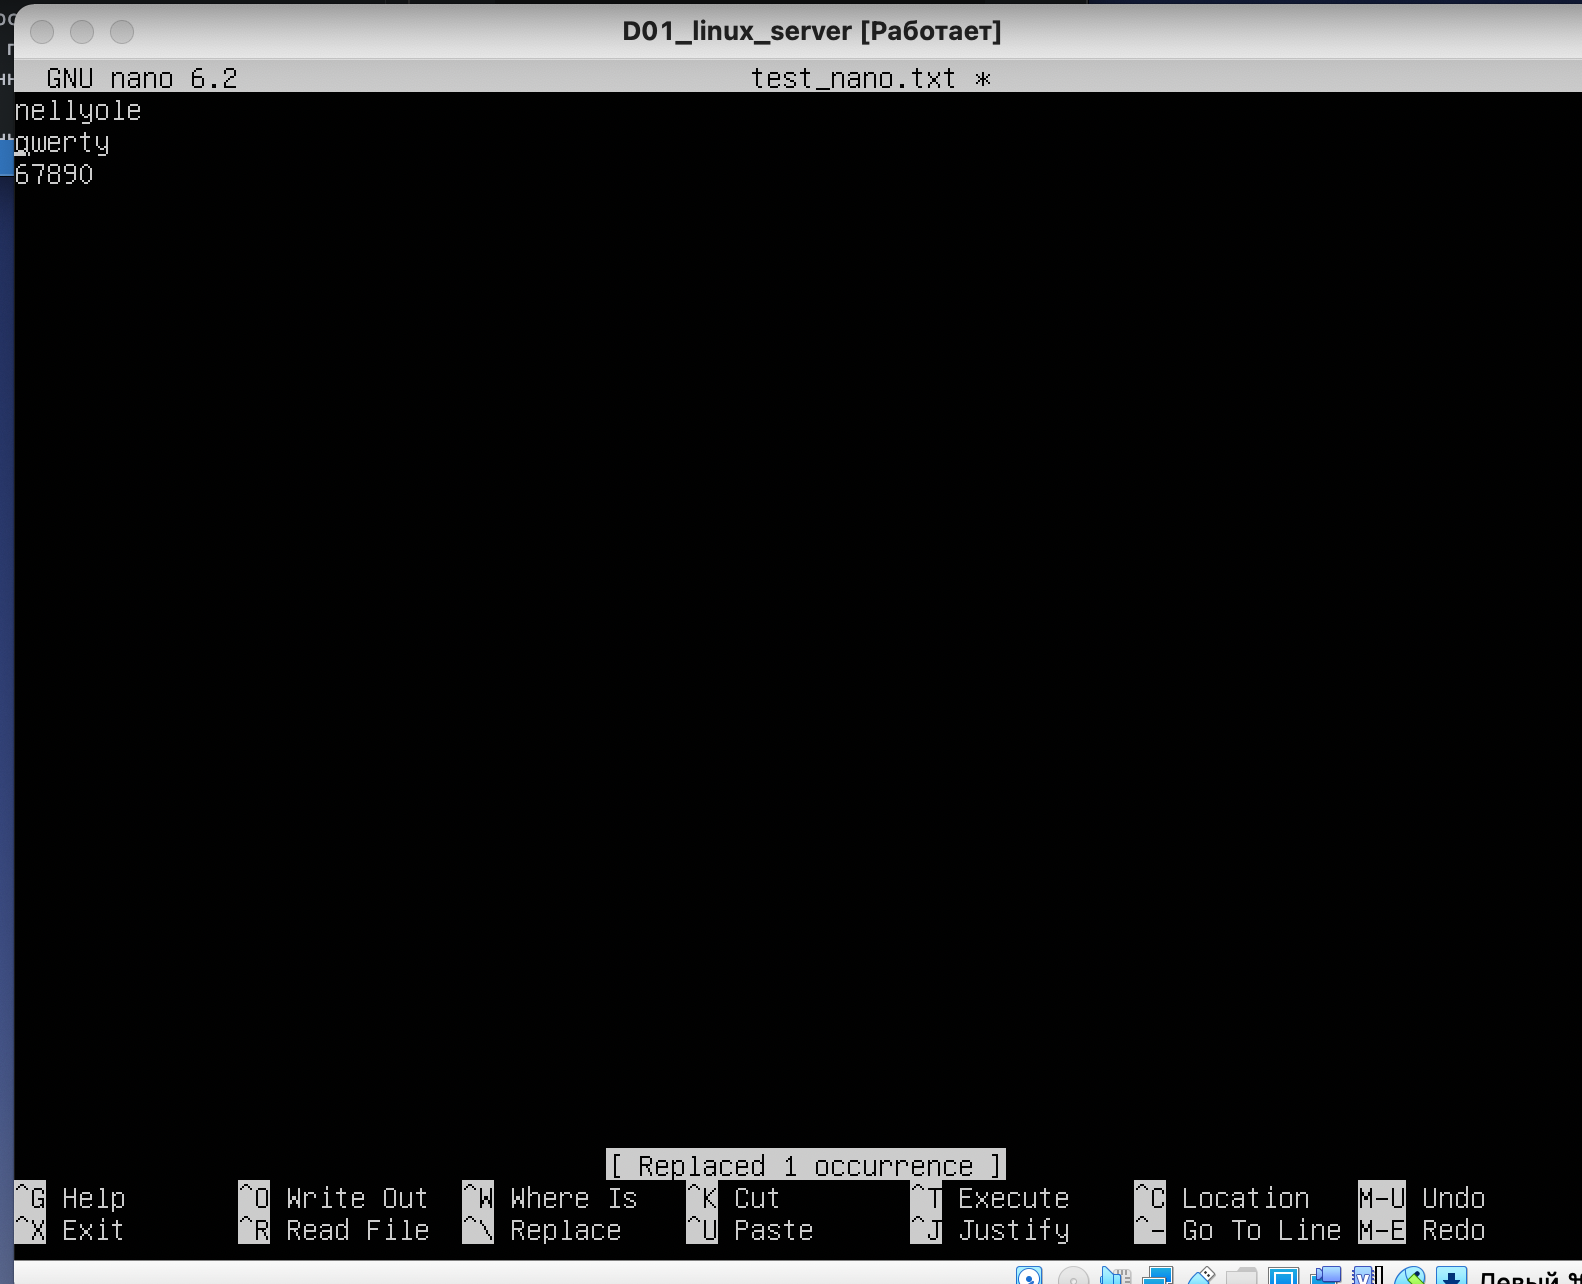 D01_linux_server [Работает]
GNU nano 6.2 test_nano.txt *
nellyole
qwerty
67890
[ Replaced 1 occurrence ]
^G Help ^O Write Out ^W Where Is ^K Cut ^T Execute ^C Location M-U Undo
^X Exit ^R Read File ^\ Replace ^U Paste ^J Justify ^- Go To Line M-E Redo
Левый ⌘